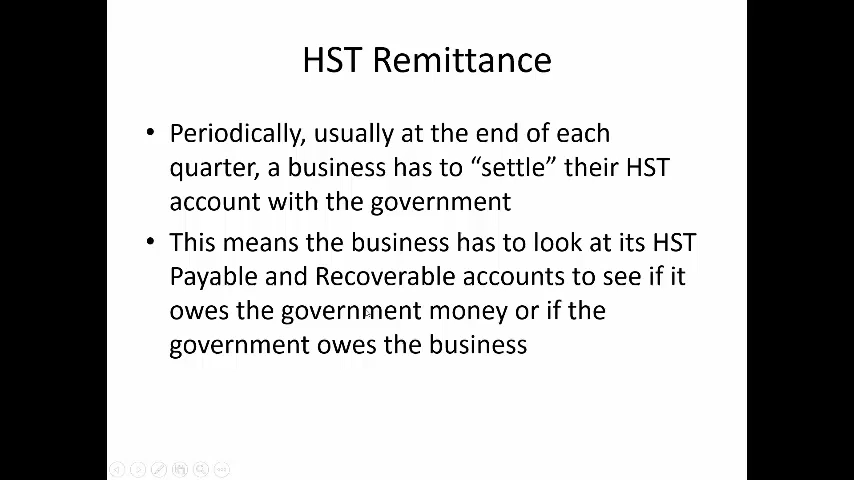 HST Remittance
• Periodically, usually at the end of each
quarter, a business has to “settle” their HST
account with the government
• This means the business has to look at its HST
Payable and Recoverable accounts to see if it
owes the government money or if the
government owes the business